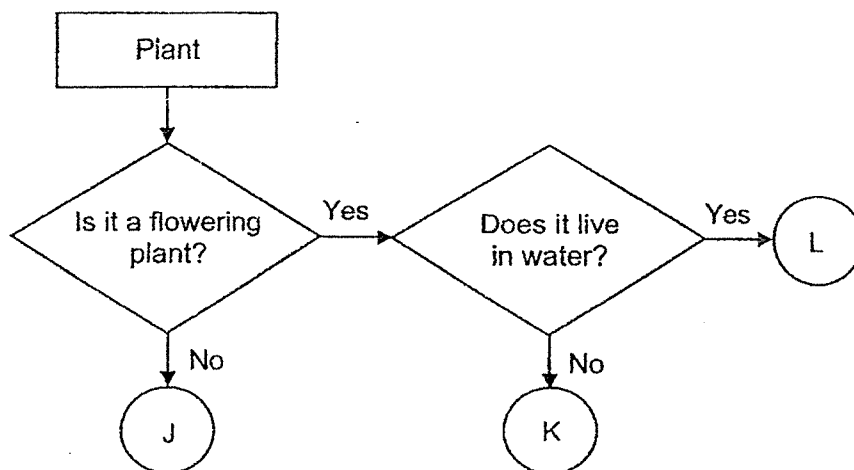 Plant
Is it a flowering
plant?
Yes
Does it live
in water?
Yes
L
No
J
No
K